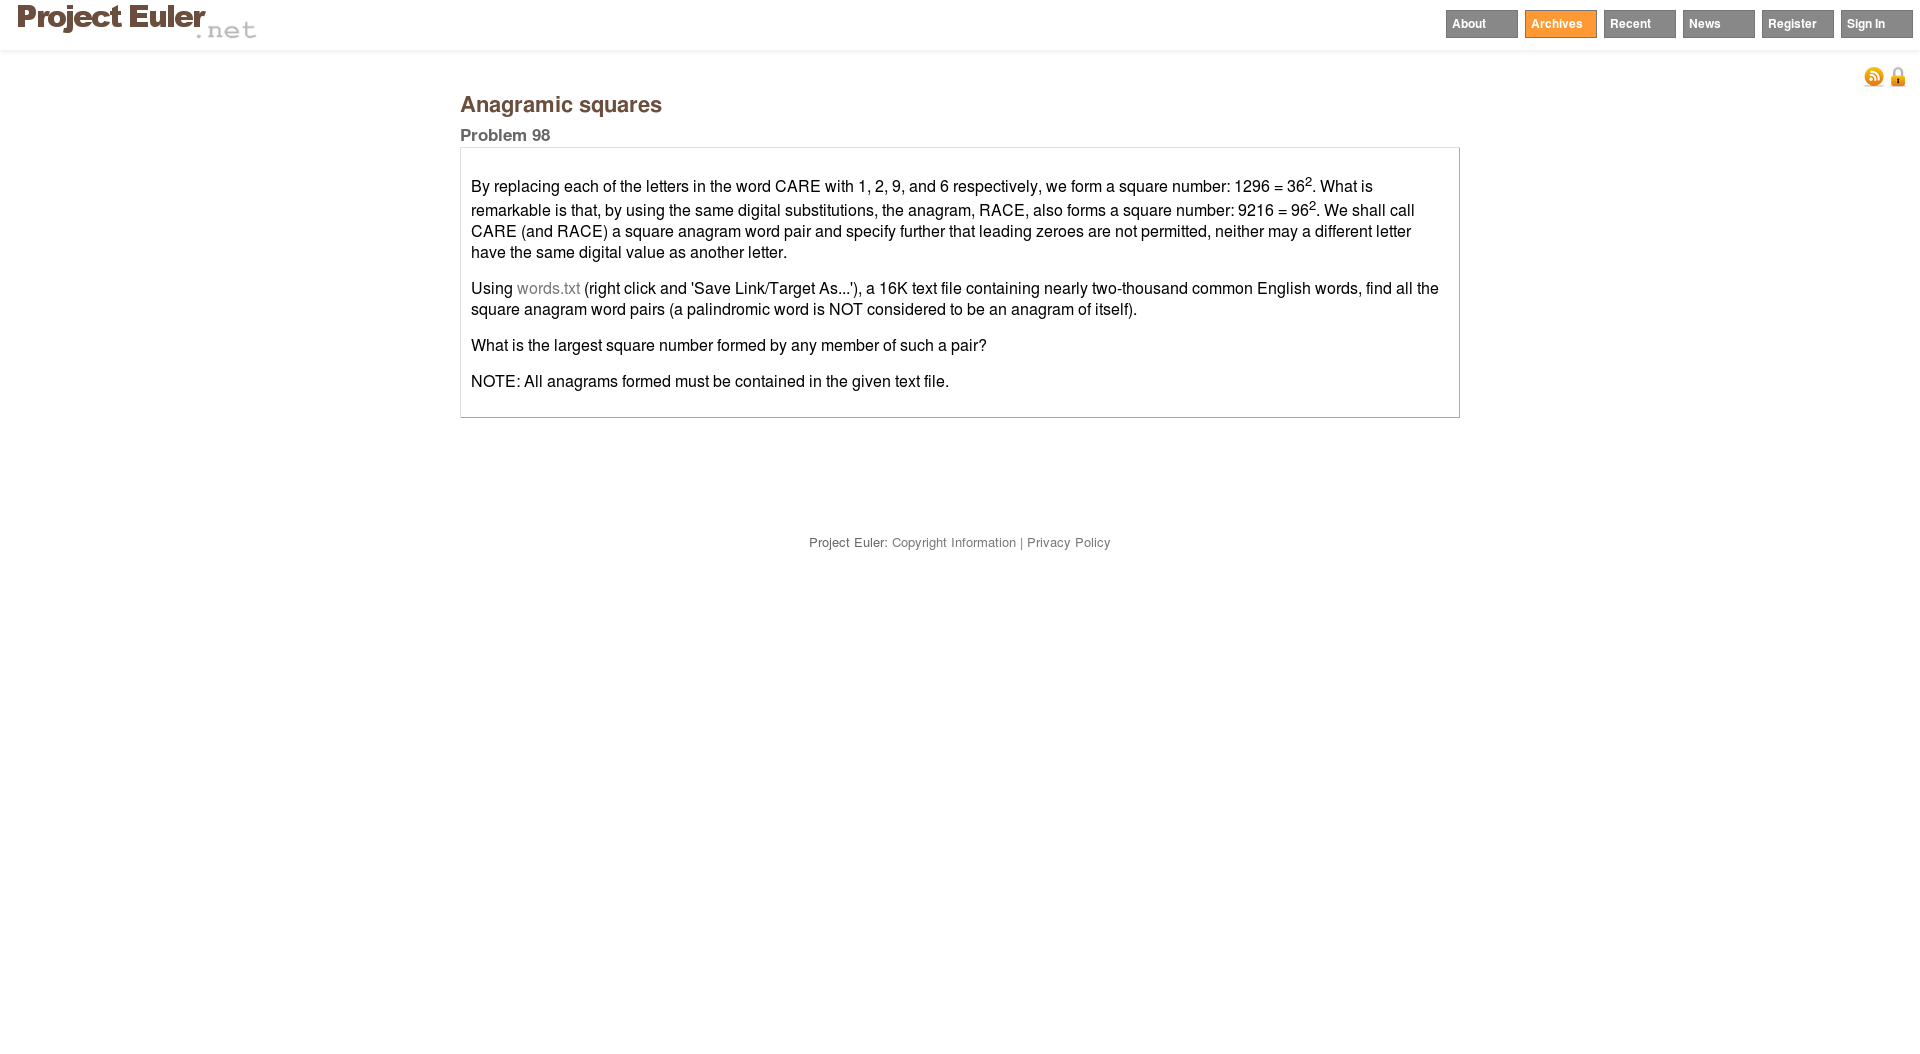 Project Euler.net
About Archives Recent News Register Sign In
Anagramic squares
Problem 98
By replacing each of the letters in the word CARE with 1, 2, 9, and 6 respectively, we form a square number: 1296 = 36². What is
remarkable is that, by using the same digital substitutions, the anagram, RACE, also forms a square number: 9216 = 96². We shall call
CARE (and RACE) a square anagram word pair and specify further that leading zeroes are not permitted, neither may a different letter
have the same digital value as another letter.
Using words.txt (right click and 'Save Link/Target As...'), a 16K text file containing nearly two-thousand common English words, find all the
square anagram word pairs (a palindromic word is NOT considered to be an anagram of itself).
What is the largest square number formed by any member of such a pair?
NOTE: All anagrams formed must be contained in the given text file.
Project Euler: Copyright Information | Privacy Policy